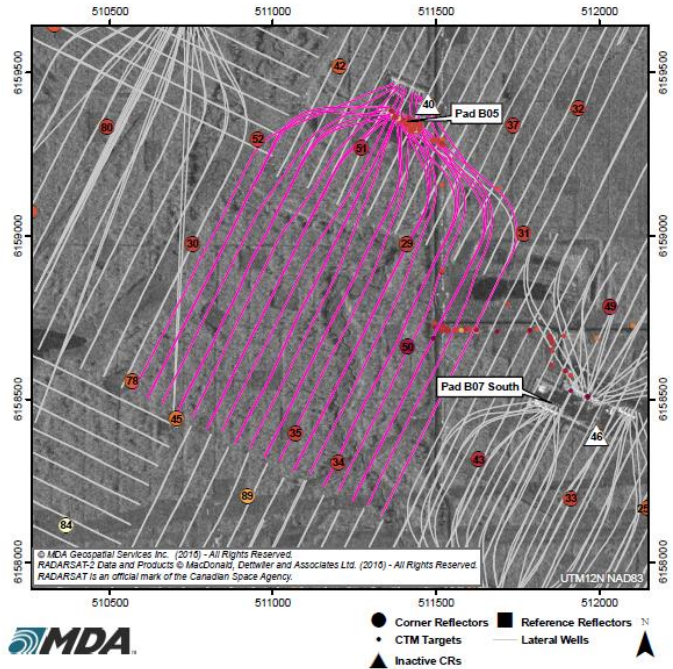 510500 511000 511500 512000
6159500 6159500
42
40
Pad B05
32
80
37
52
51
6159000 6159000
31
30
29
49
50
78
Pad B07 South
6158500 6158500
45
35
46
34
43
89
33
84
© MDA Geospatial Services Inc. (2016) - All Rights Reserved.
RADARSAT-2 Data and Products © MacDonald, Dettwiler and Associates Ltd. (2016) - All Rights Reserved.
RADARSAT is an official mark of the Canadian Space Agency.
UTM12N NAD83
6158000 6158000
510500 511000 511500 512000
MDA
Corner Reflectors Reference Reflectors N
CTM Targets Lateral Wells
Inactive CRs